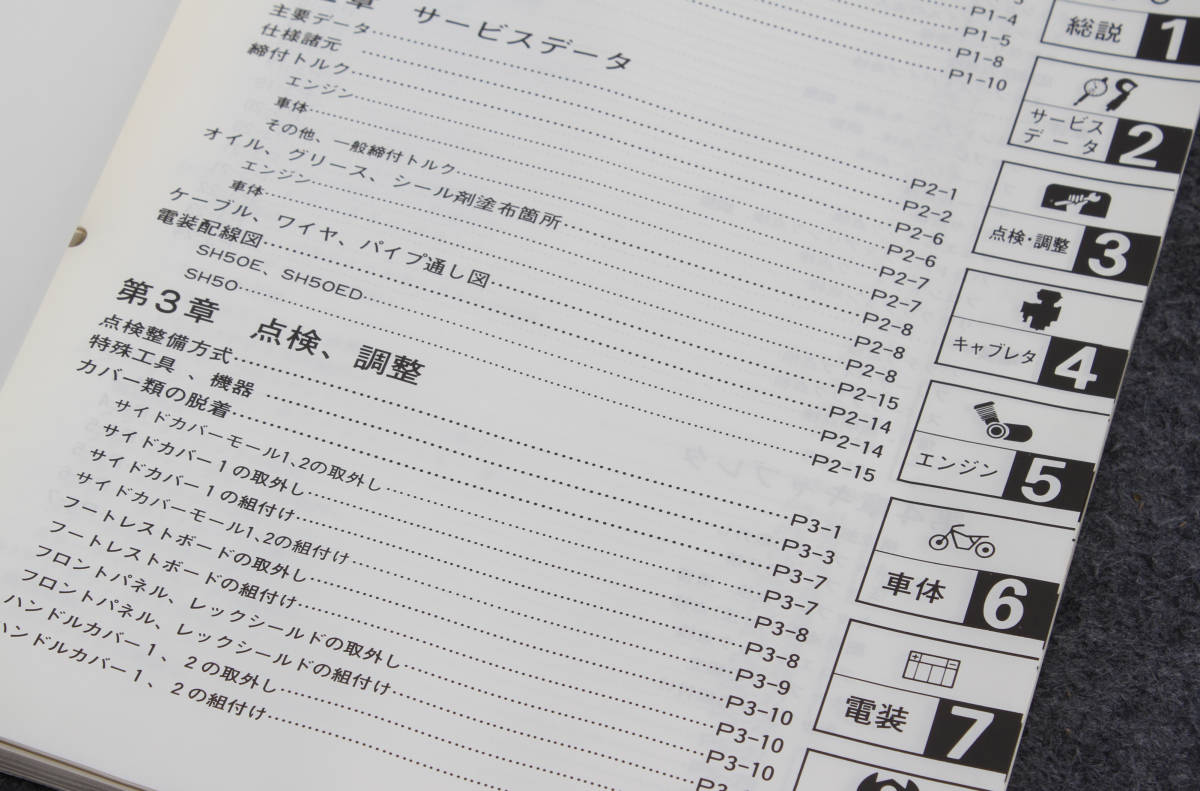 P1-4
P1-5
P1-8
P1-10
章 サービスデータ
主要データ……P2-1
仕様諸元……P2-2
締付トルク……P2-6
エンジン……P2-6
車体……P2-7
その他、一般締付トルク……P2-7
オイル、グリース、シール剤塗布箇所……P2-8
エンジン……P2-8
車体……P2-8
ケーブル、ワイヤ、パイプ通し図……P2-15
電装配線図……P2-14
SH50E、SH50ED……P2-14
SH50……P2-15
第3章 点検、調整
点検整備方式……P3-1
特殊工具、機器……P3-3
カバー類の脱着……P3-7
サイドカバーモール1,2の取外し……P3-7
サイドカバー1の取外し……P3-8
サイドカバー1の組付け……P3-8
サイドカバーモール1,2の組付け……P3-9
フートレストボードの取外し……P3-10
フートレストボードの組付け……P3-10
フロントパネル、レックシールドの取外し……P3-10
フロントパネル、レックシールドの組付け……
ハンドルカバー1、2の取外し……
ハンドルカバー1、2の組付け……
総説 1
サービスデータ 2
点検・調整 3
キャブレタ 4
エンジン 5
車体 6
電装 7